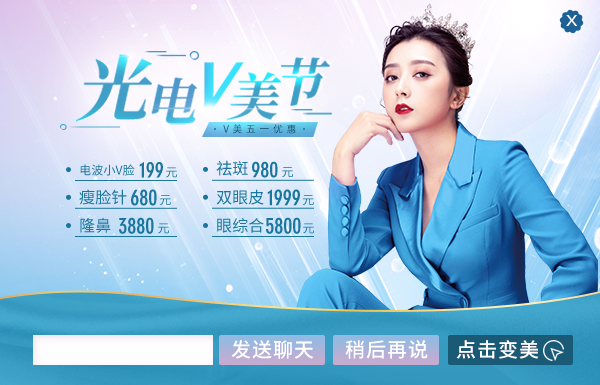 X
光电V美节
·V美五一优惠·
• 电波小V脸 199元
• 祛斑 980元
• 瘦脸针 680元
• 双眼皮 1999元
• 隆鼻 3880元
• 眼综合 5800元
发送聊天
稍后再说
点击变美